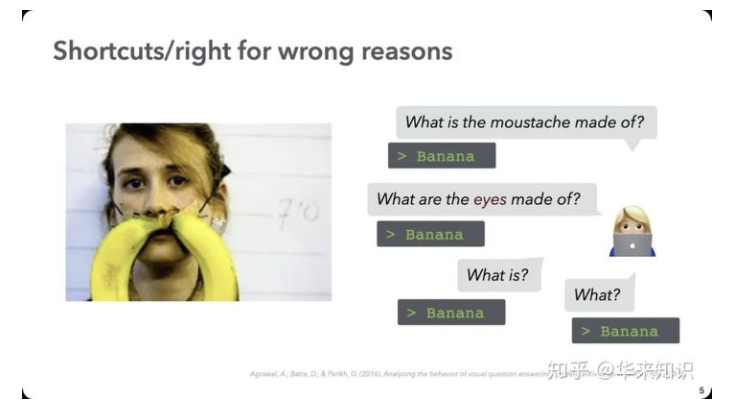 Shortcuts/right for wrong reasons
What is the moustache made of?
> Banana
What are the eyes made of?
> Banana
What is?
> Banana
What?
> Banana
7'0
Agrawal, A., Batra, D., & Parikh, D. (2016). Analyzing the behavior of visual question answering
知乎 @华来知识
5